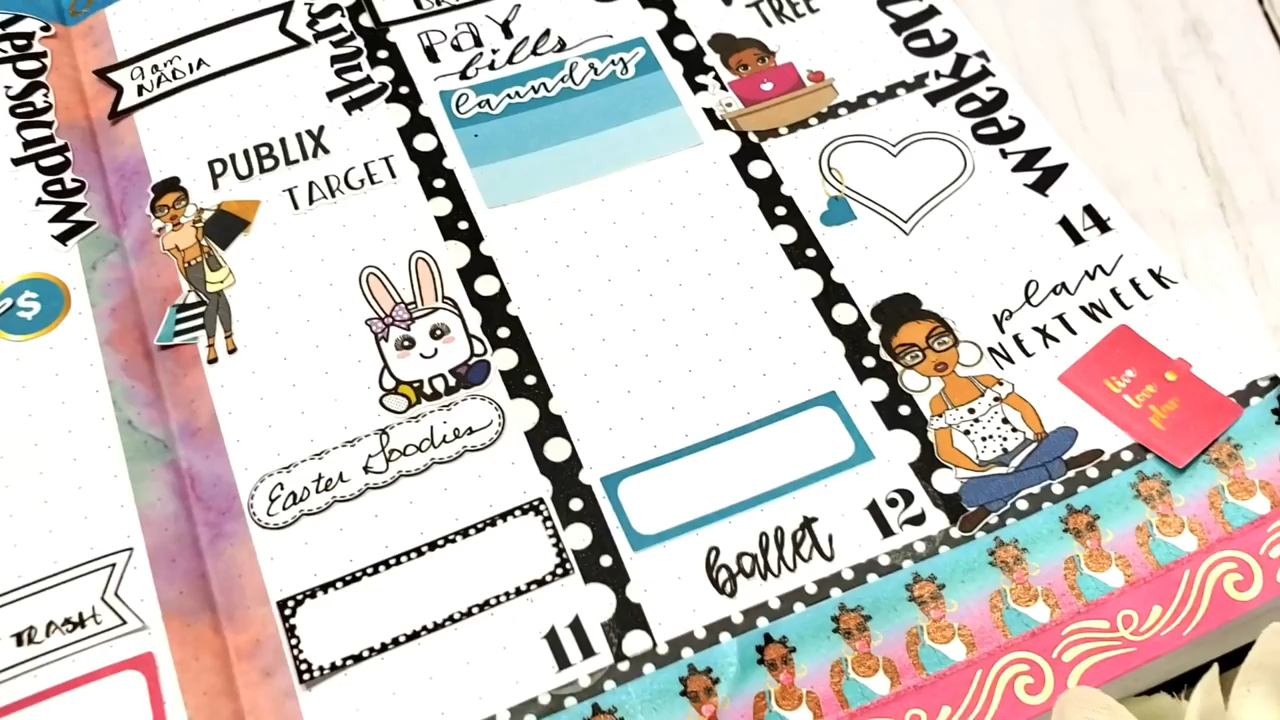 Wednesday
$
TRASH
thurs
9am
NADIA
PUBLIX
TARGET
Easter Goodies
11
PAY
bills
laundry
ballet
12
TREE
weeken
14
plan
NEXT WEEK
live
love
plan